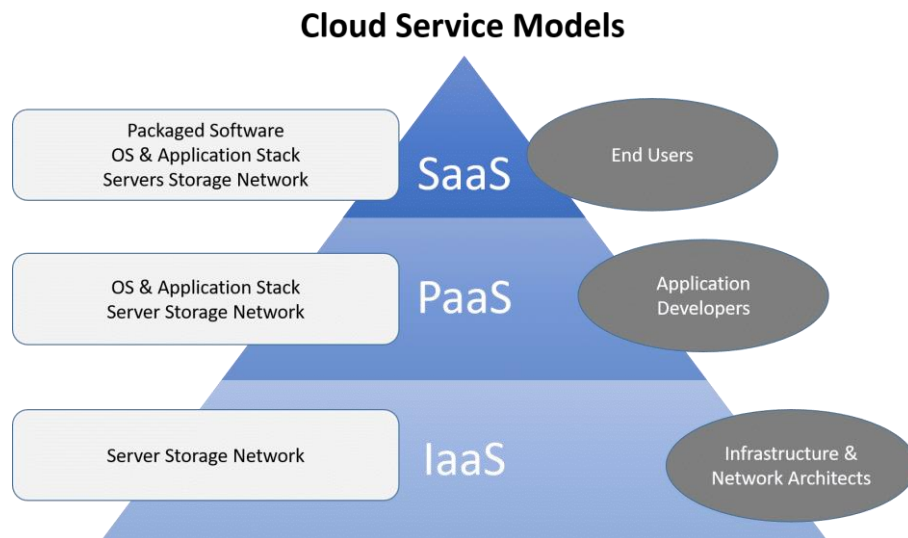 Cloud Service Models
Packaged Software
OS & Application Stack
Servers Storage Network
SaaS
End Users
OS & Application Stack
Server Storage Network
PaaS
Application
Developers
Server Storage Network
IaaS
Infrastructure &
Network Architects